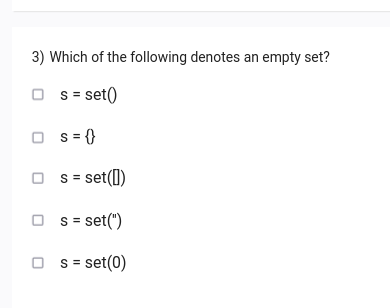 3) Which of the following denotes an empty set?
s = set()
s = {}
s = set([])
s = set('')
s = set(0)